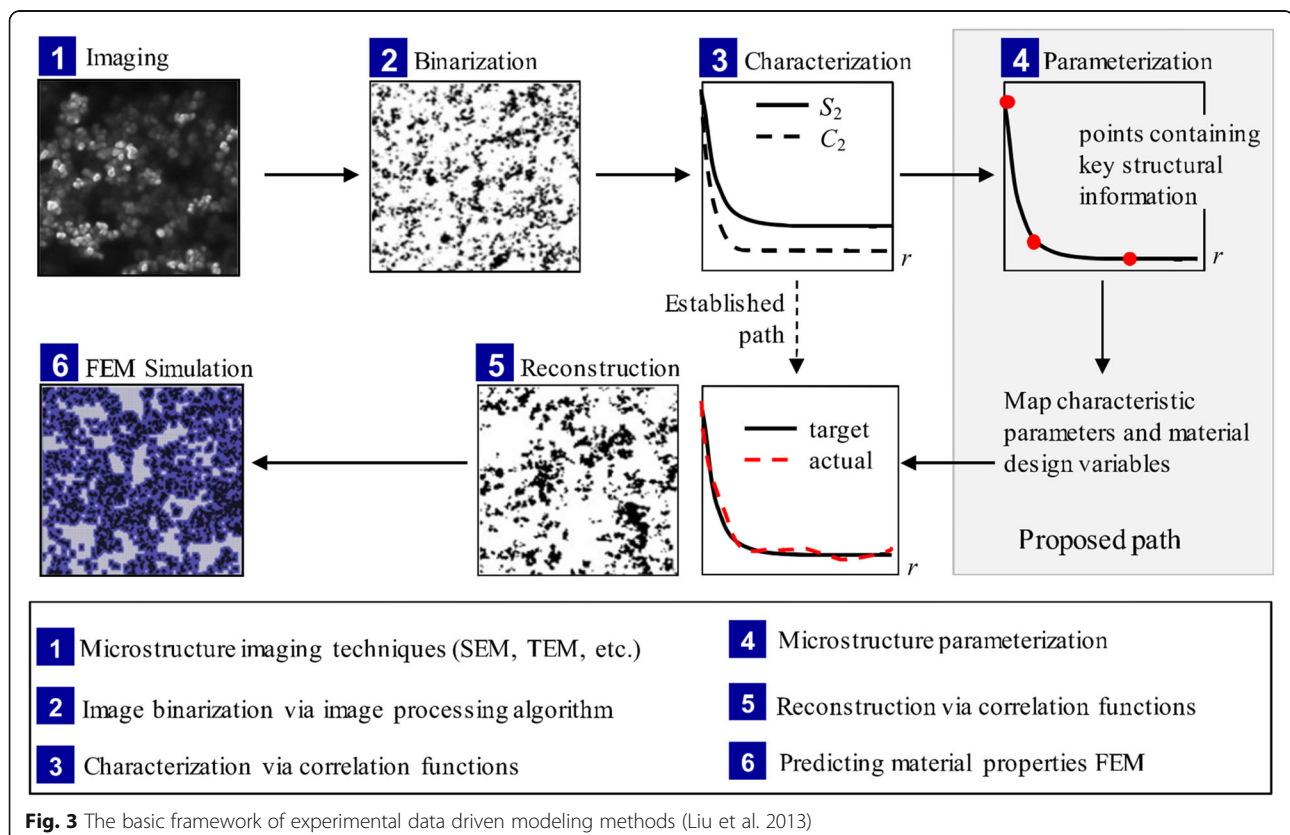 1 Imaging
2 Binarization
3 Characterization
4 Parameterization
S2
C2
r
points containing
key structural
information
r
Established
path
6 FEM Simulation
5 Reconstruction
target
actual
r
Map characteristic
parameters and material
design variables
Proposed path
1 Microstructure imaging techniques (SEM, TEM, etc.)
2 Image binarization via image processing algorithm
3 Characterization via correlation functions
4 Microstructure parameterization
5 Reconstruction via correlation functions
6 Predicting material properties FEM
Fig. 3 The basic framework of experimental data driven modeling methods (Liu et al. 2013)